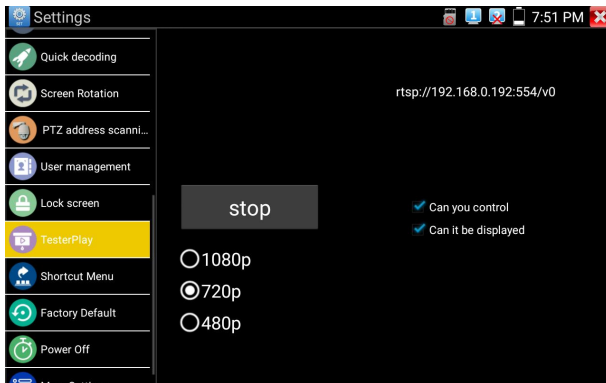 Settings
7:51 PM
Quick decoding
Screen Rotation
PTZ address scanni...
User management
Lock screen
TesterPlay
Shortcut Menu
Factory Default
Power Off
rtsp://192.168.0.192:554/v0
stop
Can you control
Can it be displayed
1080p
720p
480p